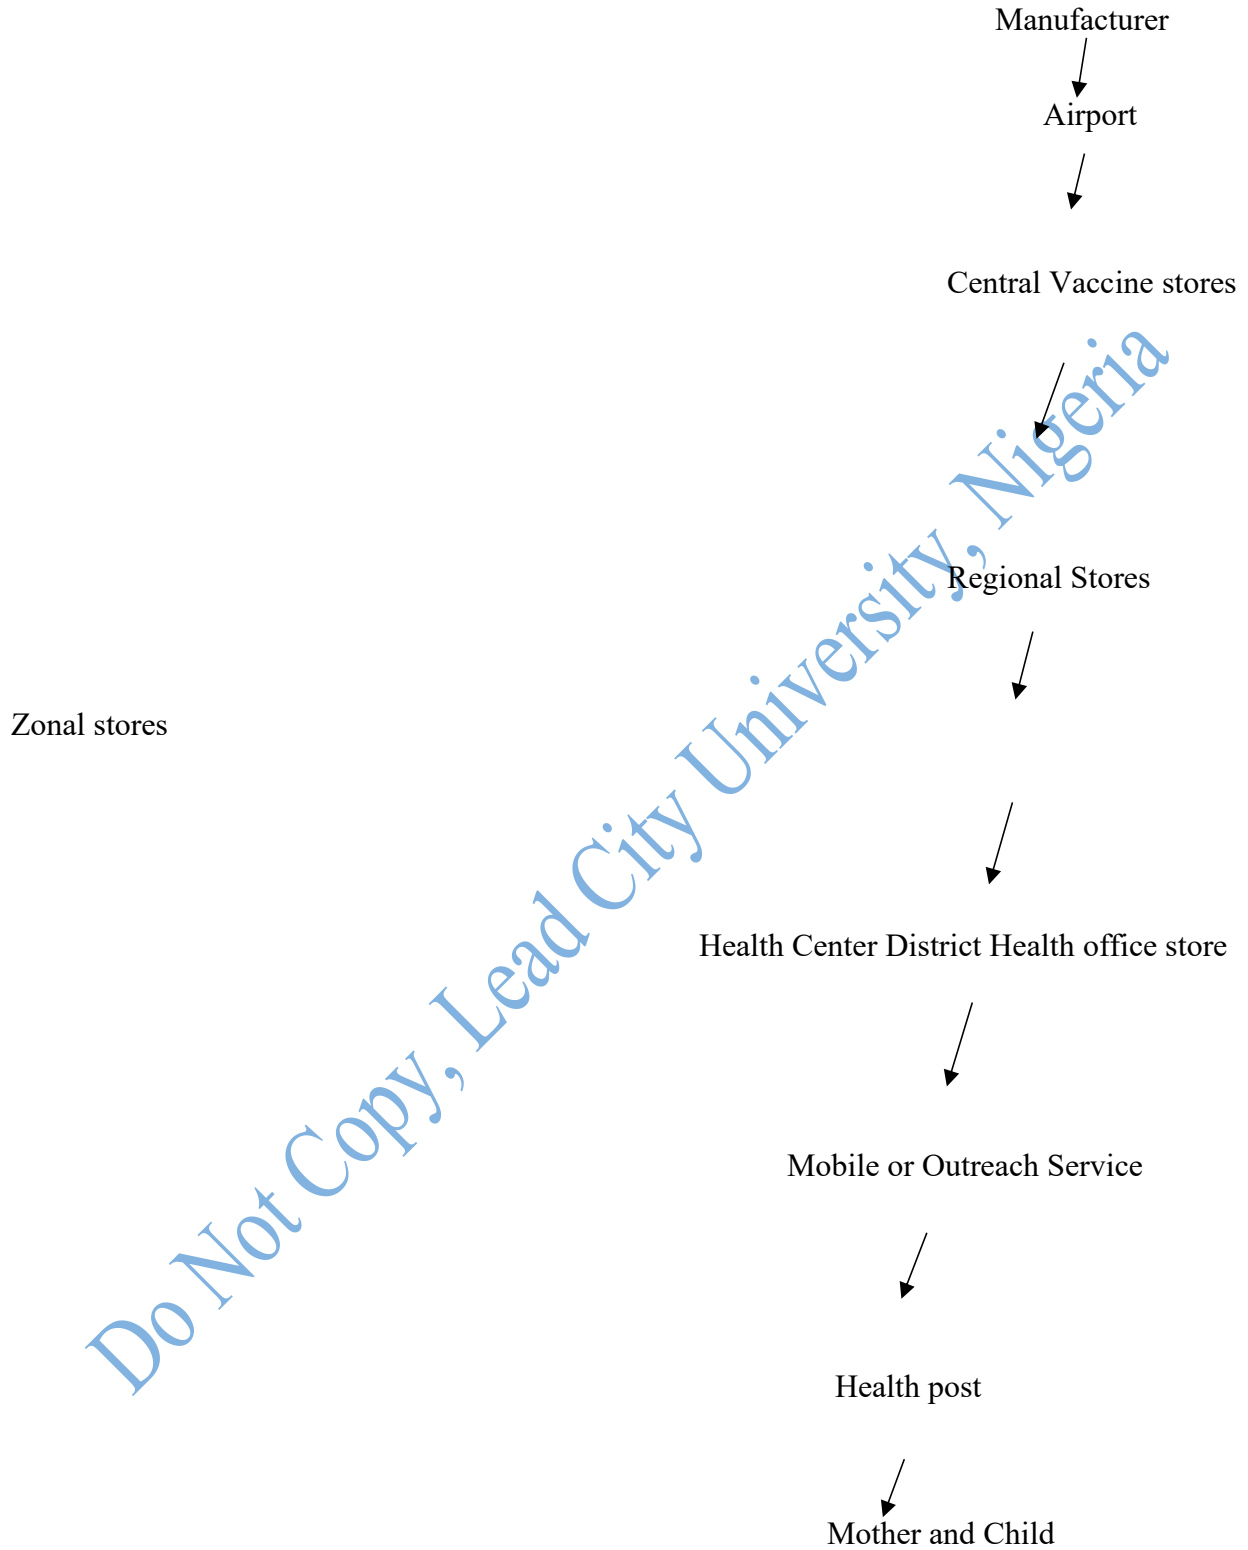 Manufacturer
Airport
Central Vaccine stores
Regional Stores
Zonal stores
Health Center District Health office store
Mobile or Outreach Service
Health post
Mother and Child
Do Not Copy, Lead City University, Nigeria